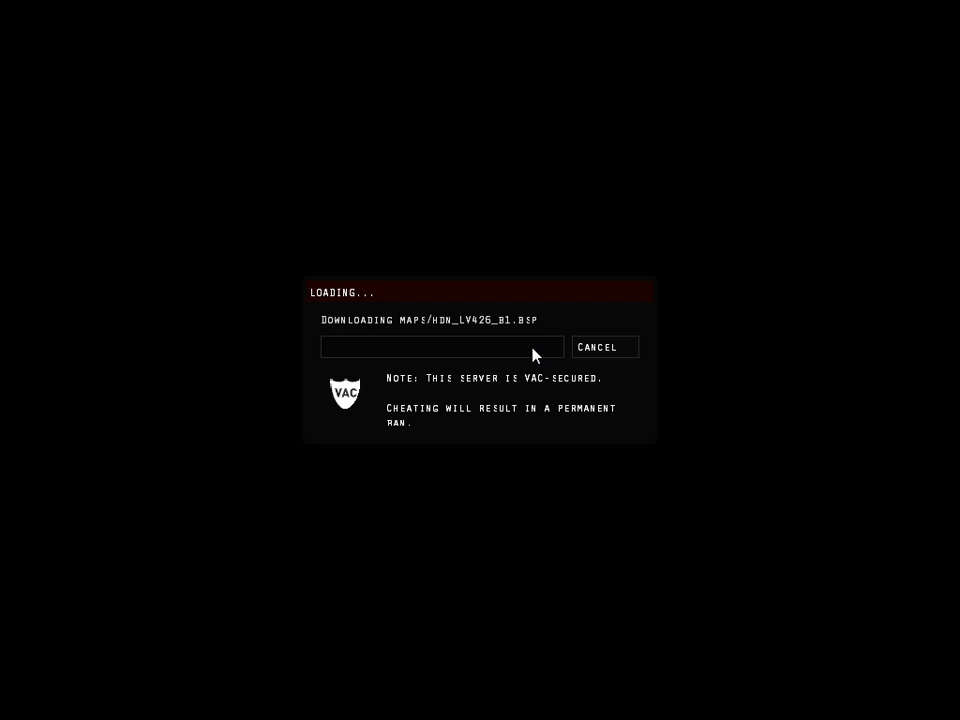 LOADING...
DOWNLOADING MAPS/HDN_LV426_B1.BSP
CANCEL
VAC
NOTE: THIS SERVER IS VAC-SECURED.
CHEATING WILL RESULT IN A PERMANENT
BAN.